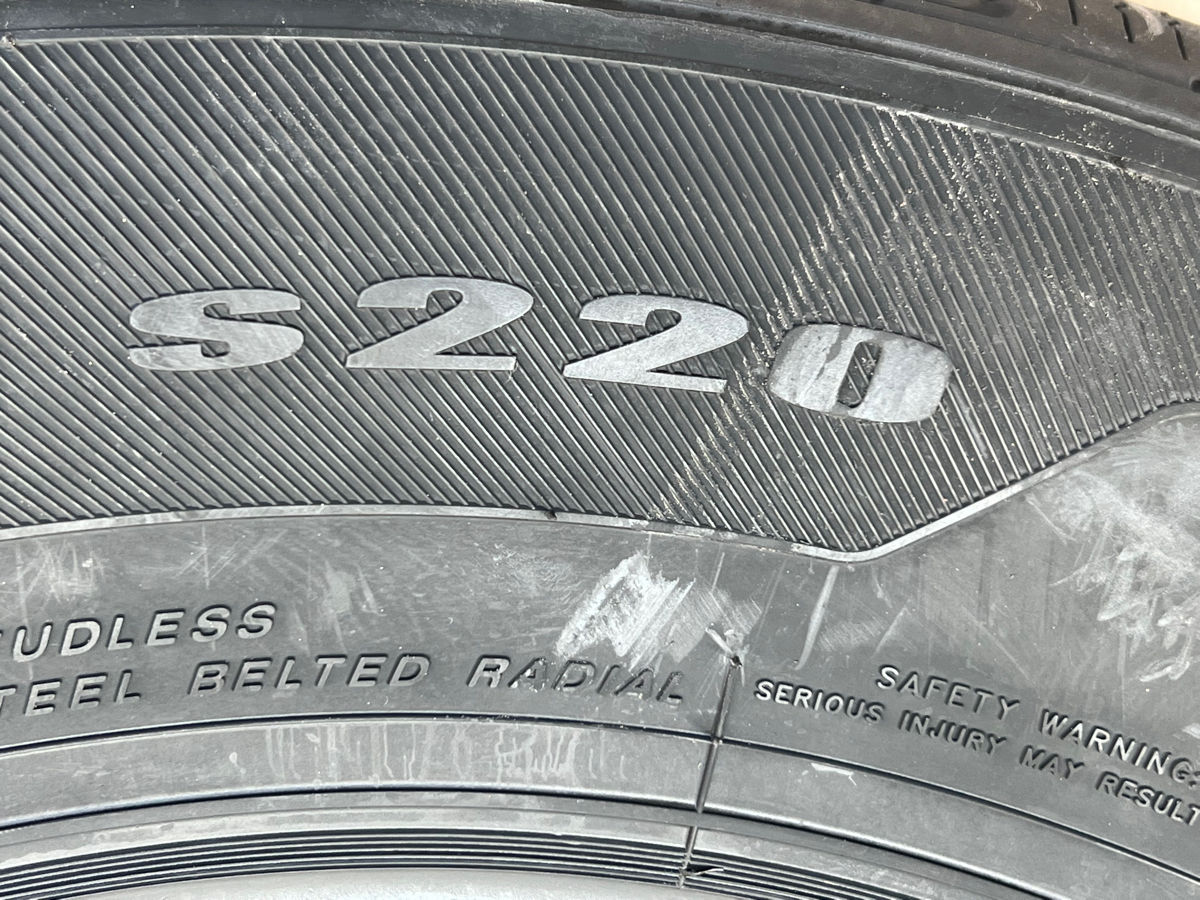 S220
UDLESS
TEEL BELTED RADIAL
SAFETY WARNING:
SERIOUS INJURY MAY RESULT